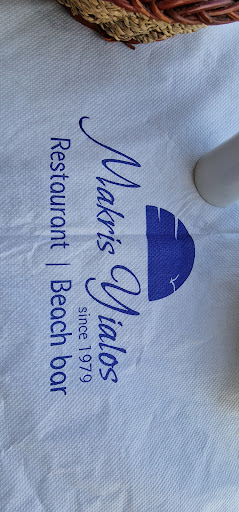 Makris Yialos
since 1979
Restaurant | Beach bar